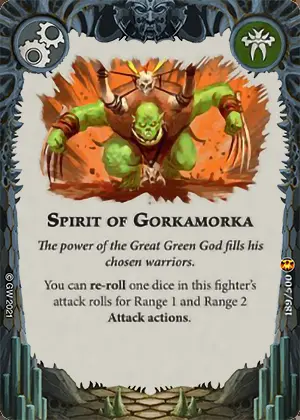 SPIRIT OF GORKAMORKA
The power of the Great Green God fills his
chosen warriors.
You can re-roll one dice in this fighter's
attack rolls for Range 1 and Range 2
Attack actions.
© GW 2021
189/500